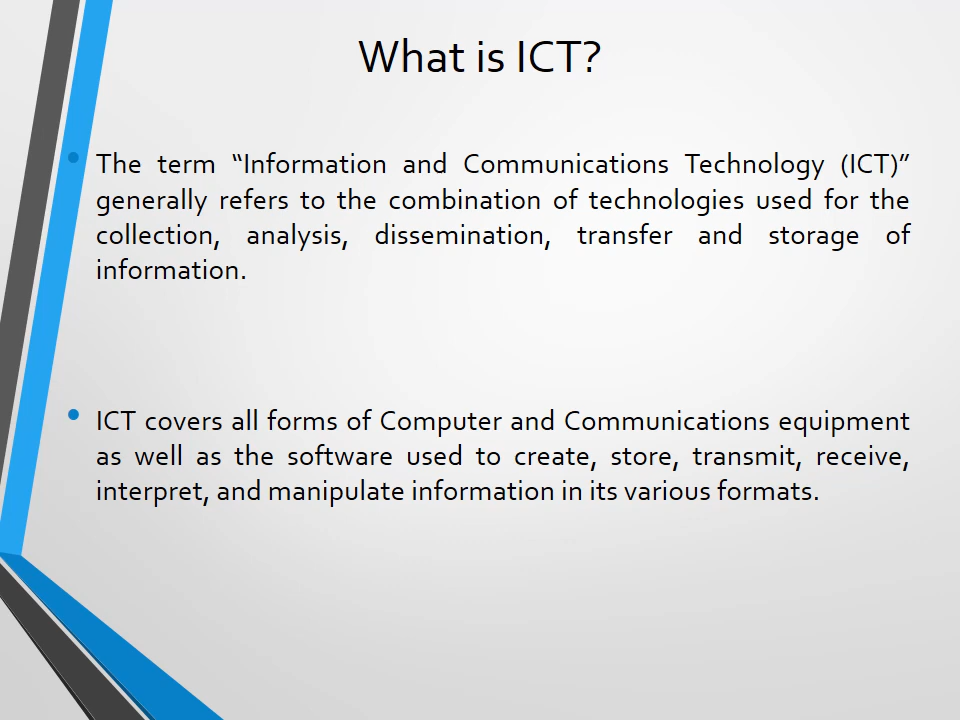 What is ICT?
• The term “Information and Communications Technology (ICT)”
generally refers to the combination of technologies used for the
collection, analysis, dissemination, transfer and storage of
information.
• ICT covers all forms of Computer and Communications equipment
as well as the software used to create, store, transmit, receive,
interpret, and manipulate information in its various formats.